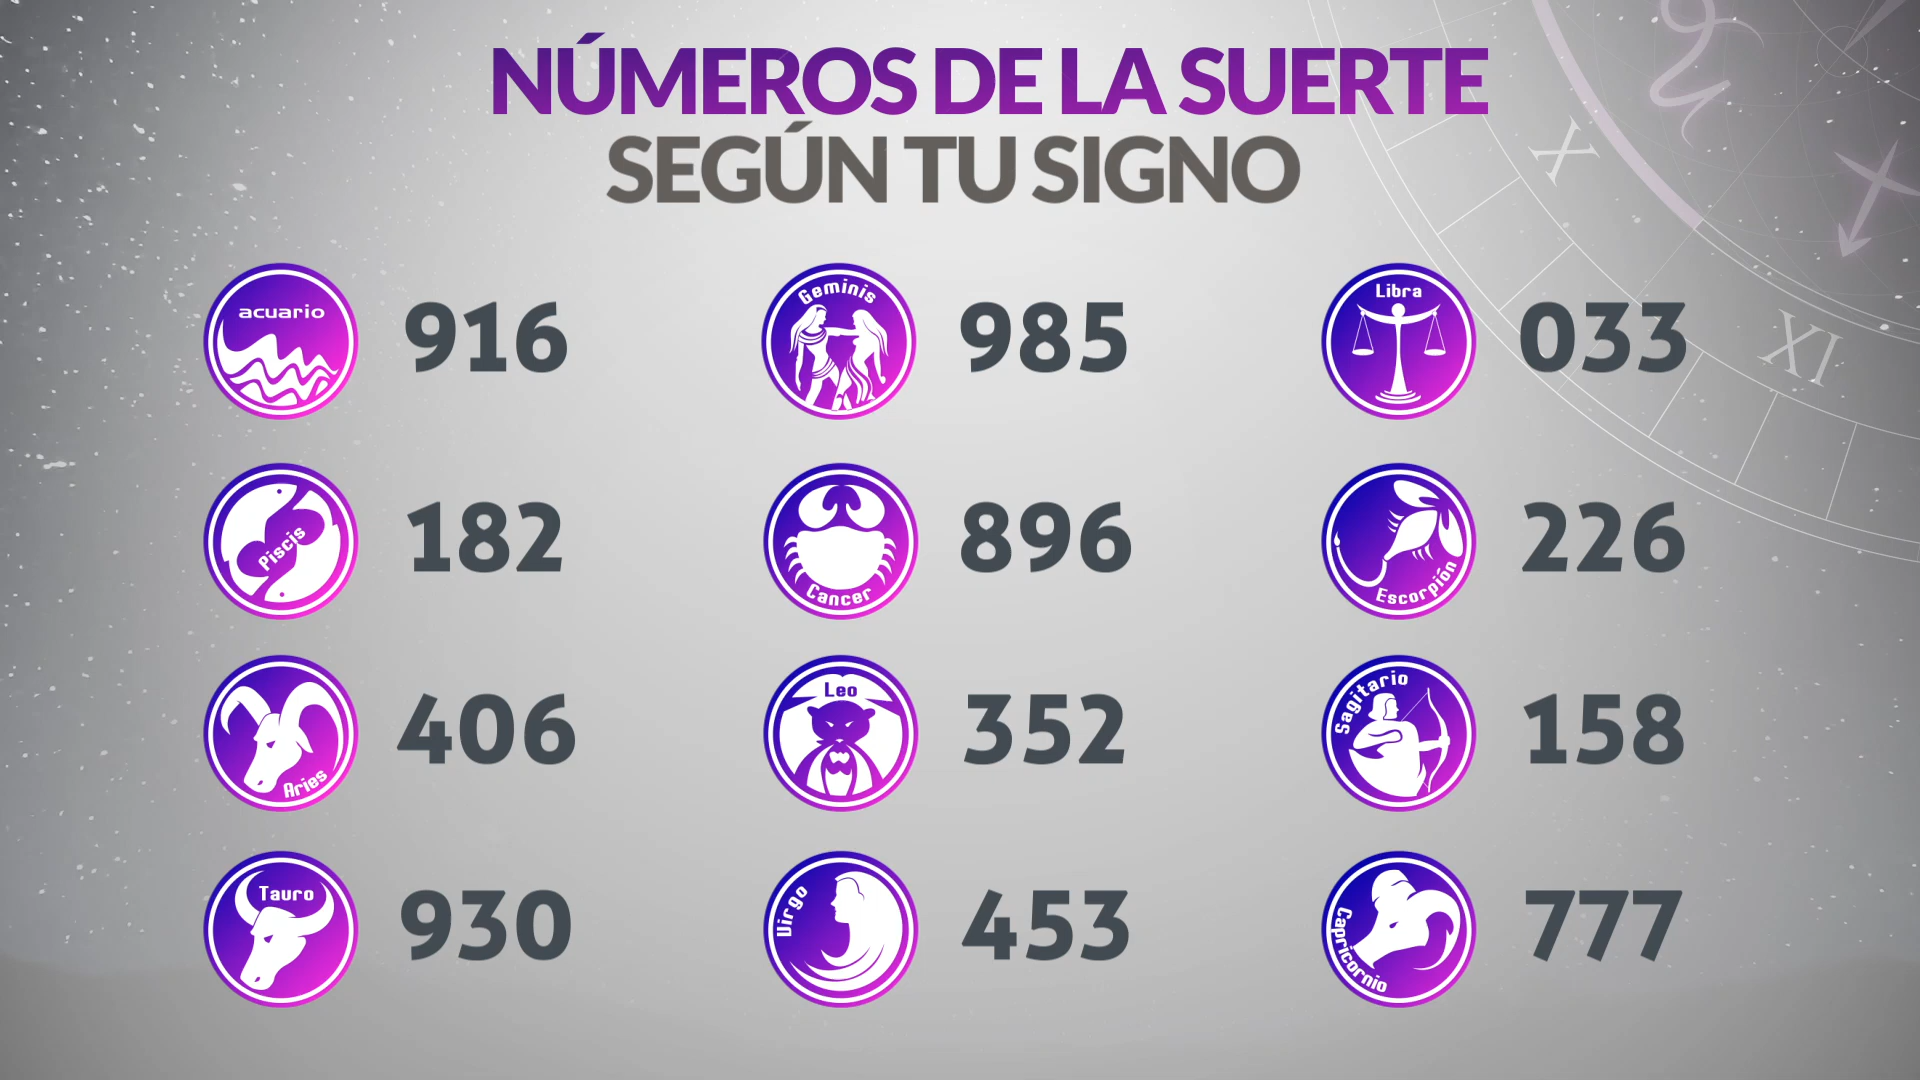 NÚMEROS DE LA SUERTE
SEGÚN TU SIGNO
acuario 916
Geminis 985
Libra 033
Piscis 182
Cancer 896
Escorpión 226
Aries 406
Leo 352
Sagitario 158
Tauro 930
Virgo 453
Capricornio 777
X
XI